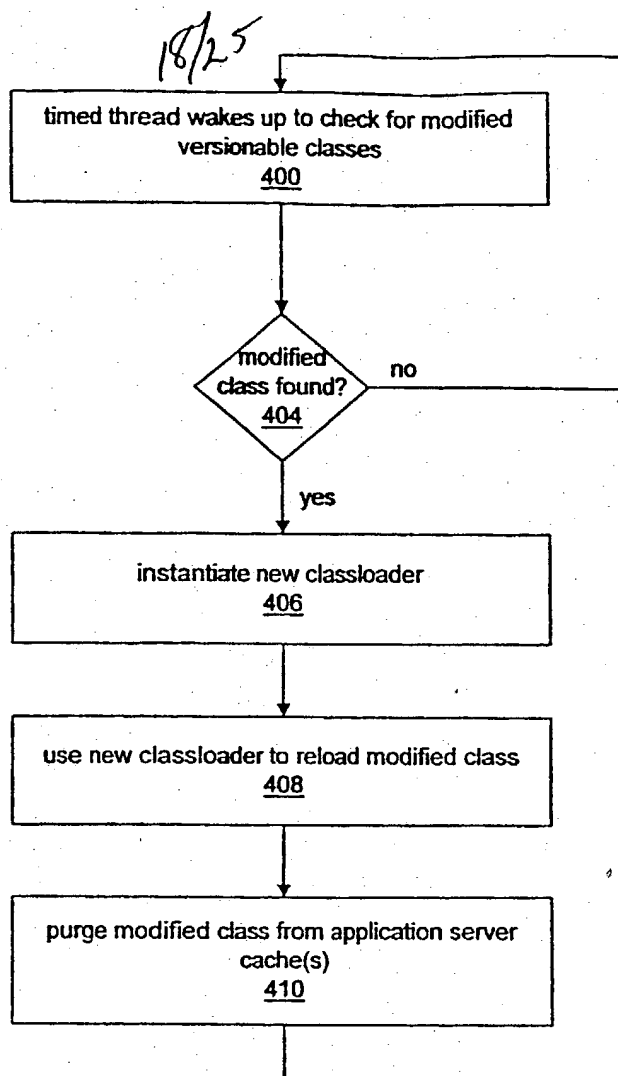 18/25
timed thread wakes up to check for modified
versionable classes
400
modified
class found?
404
no
yes
instantiate new classloader
406
use new classloader to reload modified class
408
purge modified class from application server
cache(s)
410